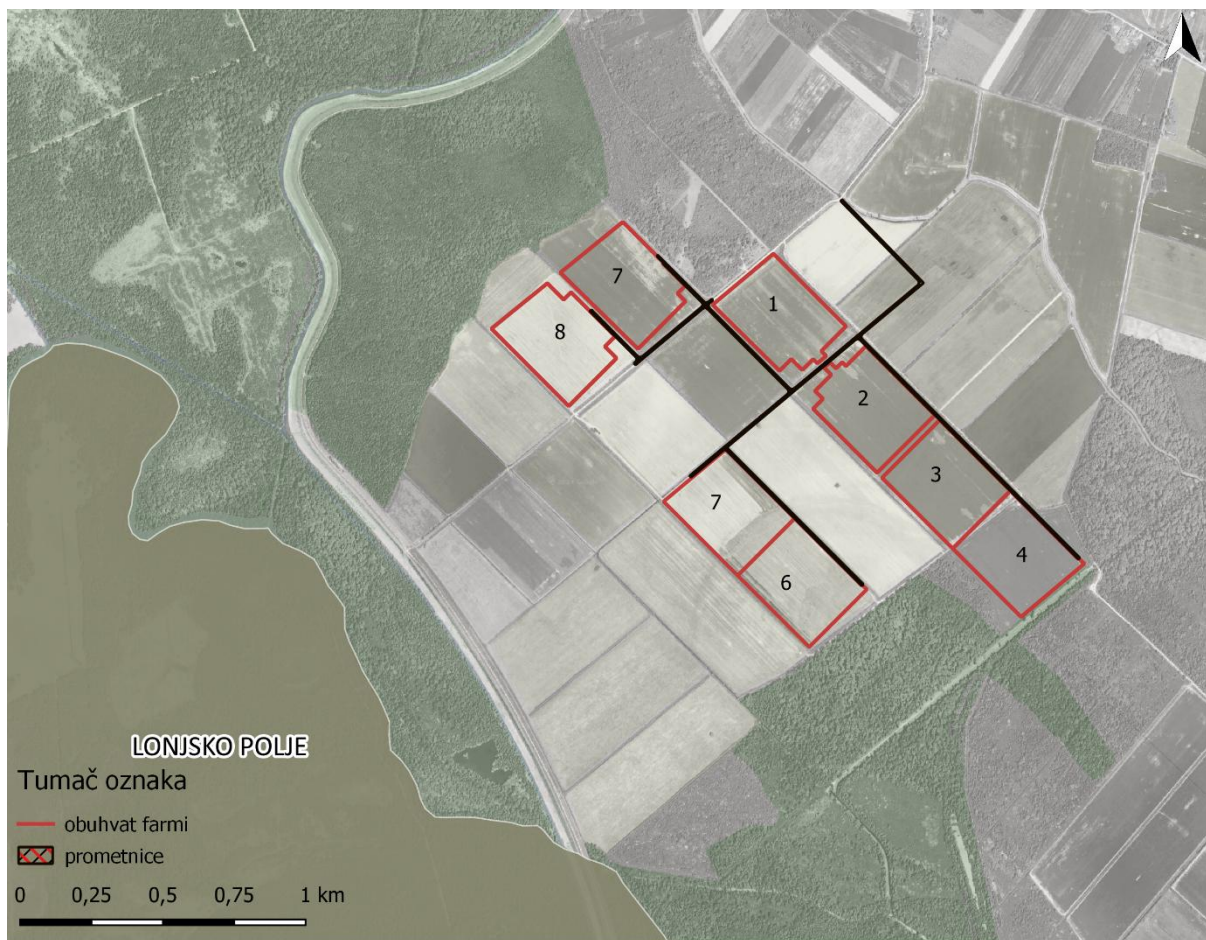 7
1
8
2
3
7
4
6
LONJSKO POLJE
Tumač oznaka
obuhvat farmi
prometnice
0 0,25 0,5 0,75 1 km